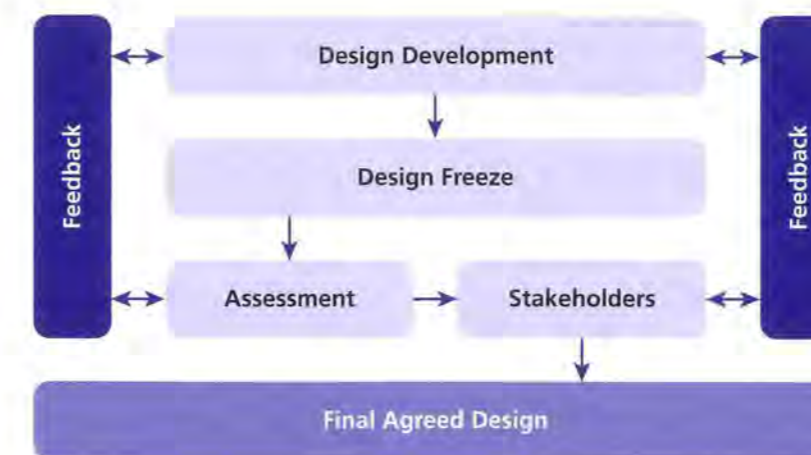 Feedback
Design Development
Feedback
Design Freeze
Assessment
Stakeholders
Final Agreed Design